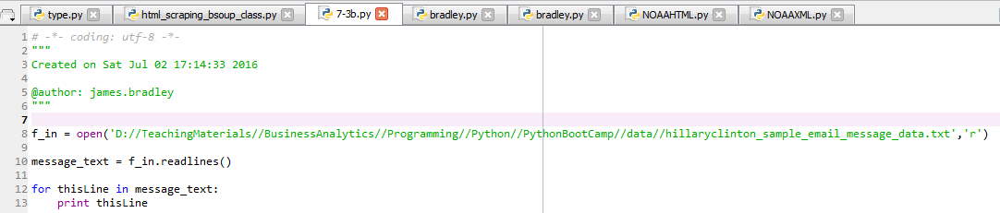 type.py html_scraping_bsoup_class.py 7-3b.py bradley.py bradley.py NOAAHTML.py NOAAXML.py
1 # -*- coding: utf-8 -*-
2 """
3 Created on Sat Jul 02 17:14:33 2016
4
5 @author: james.bradley
6 """
7
8 f_in = open('D://TeachingMaterials//BusinessAnalytics//Programming//Python//PythonBootCamp//data//hillaryclinton_sample_email_message_data.txt','r')
9
10 message_text = f_in.readlines()
11
12 for thisLine in message_text:
13     print thisLine